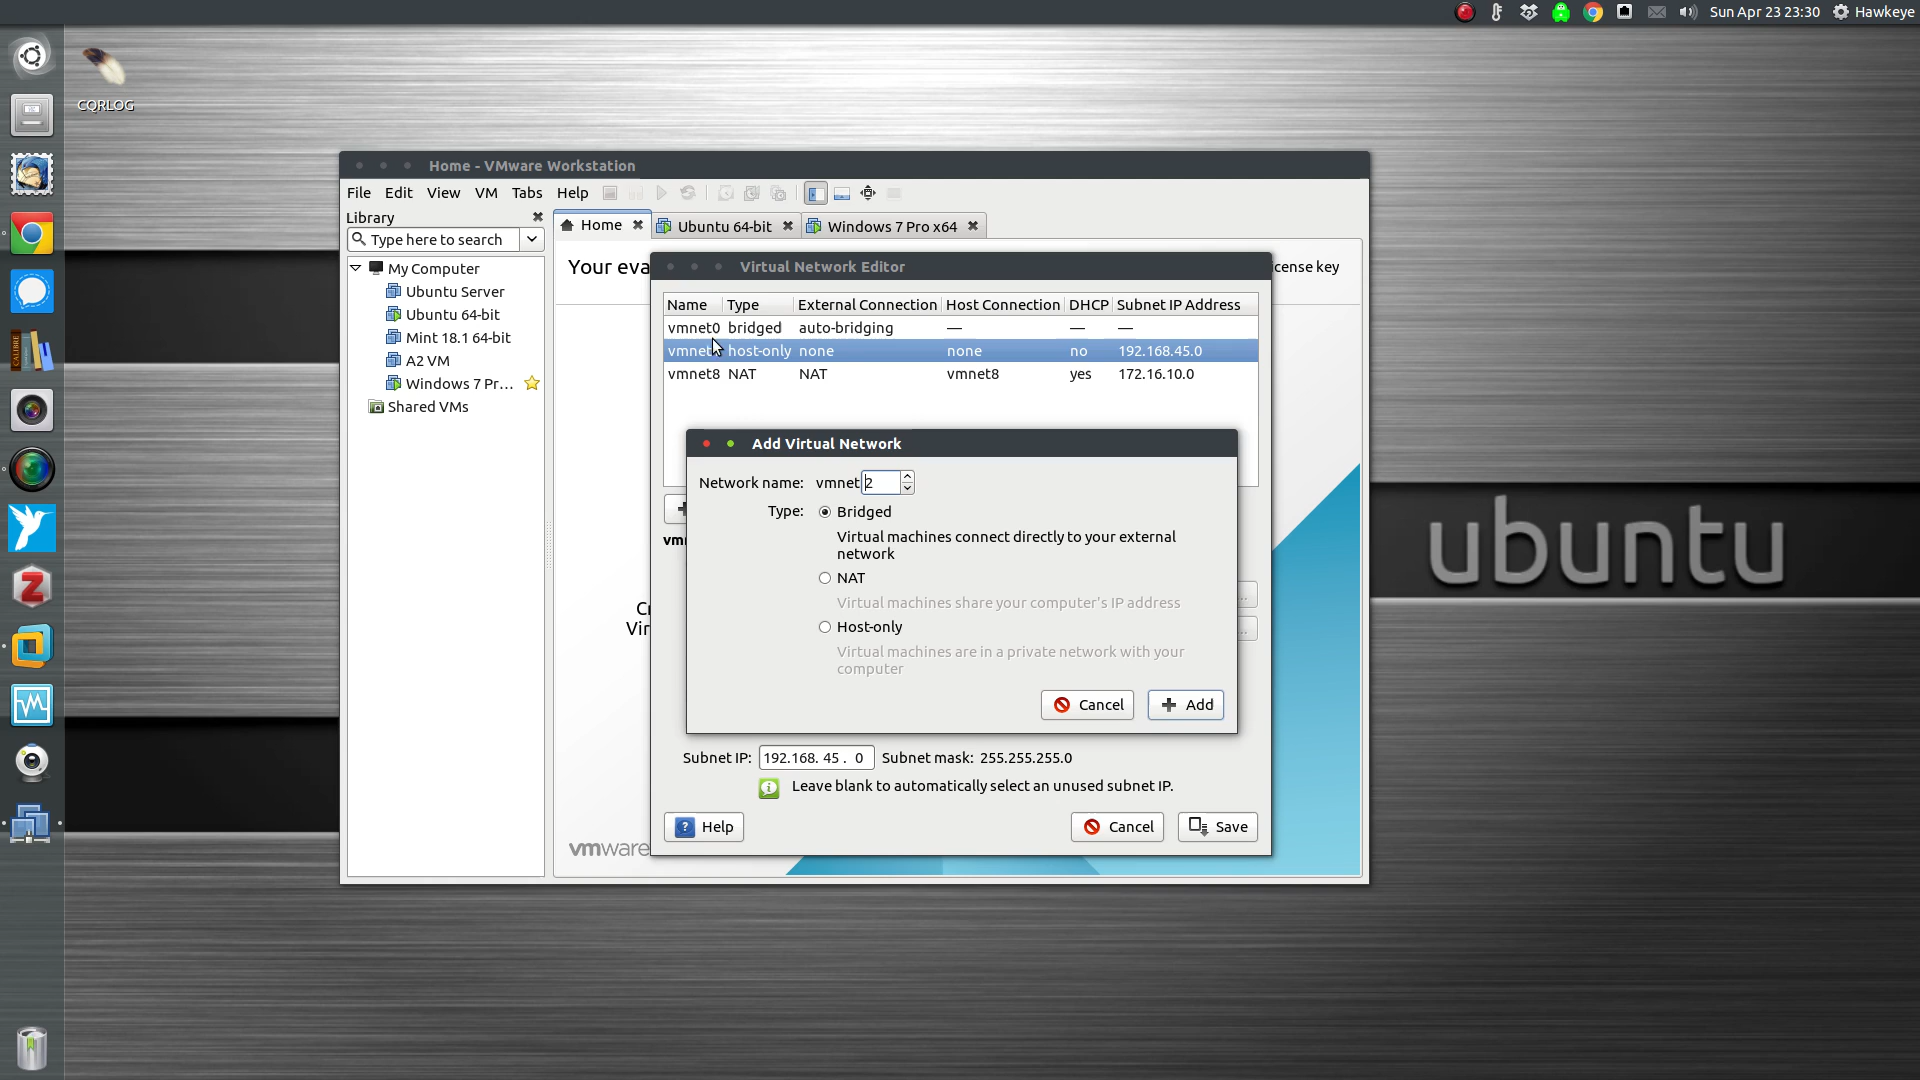 Sun Apr 23 23:30 Hawkeye
CQRLOG
Home - VMware Workstation
File Edit View VM Tabs Help
Library
Type here to search
My Computer
Ubuntu Server
Ubuntu 64-bit
Mint 18.1 64-bit
A2 VM
Windows 7 Pr...
Shared VMs
Home Ubuntu 64-bit Windows 7 Pro x64
Your eva
icense key
Virtual Network Editor
Name Type External Connection Host Connection DHCP Subnet IP Address
vmnet0 bridged auto-bridging — — —
vmnet host-only none none no 192.168.45.0
vmnet8 NAT NAT vmnet8 yes 172.16.10.0
Add Virtual Network
Network name: vmnet 2
Type: Bridged
Virtual machines connect directly to your external
network
NAT
Virtual machines share your computer's IP address
Host-only
Virtual machines are in a private network with your
computer
Cancel Add
Subnet IP: 192.168. 45 . 0 Subnet mask: 255.255.255.0
Leave blank to automatically select an unused subnet IP.
Help Cancel Save
vmware
ubuntu
CALIBRE